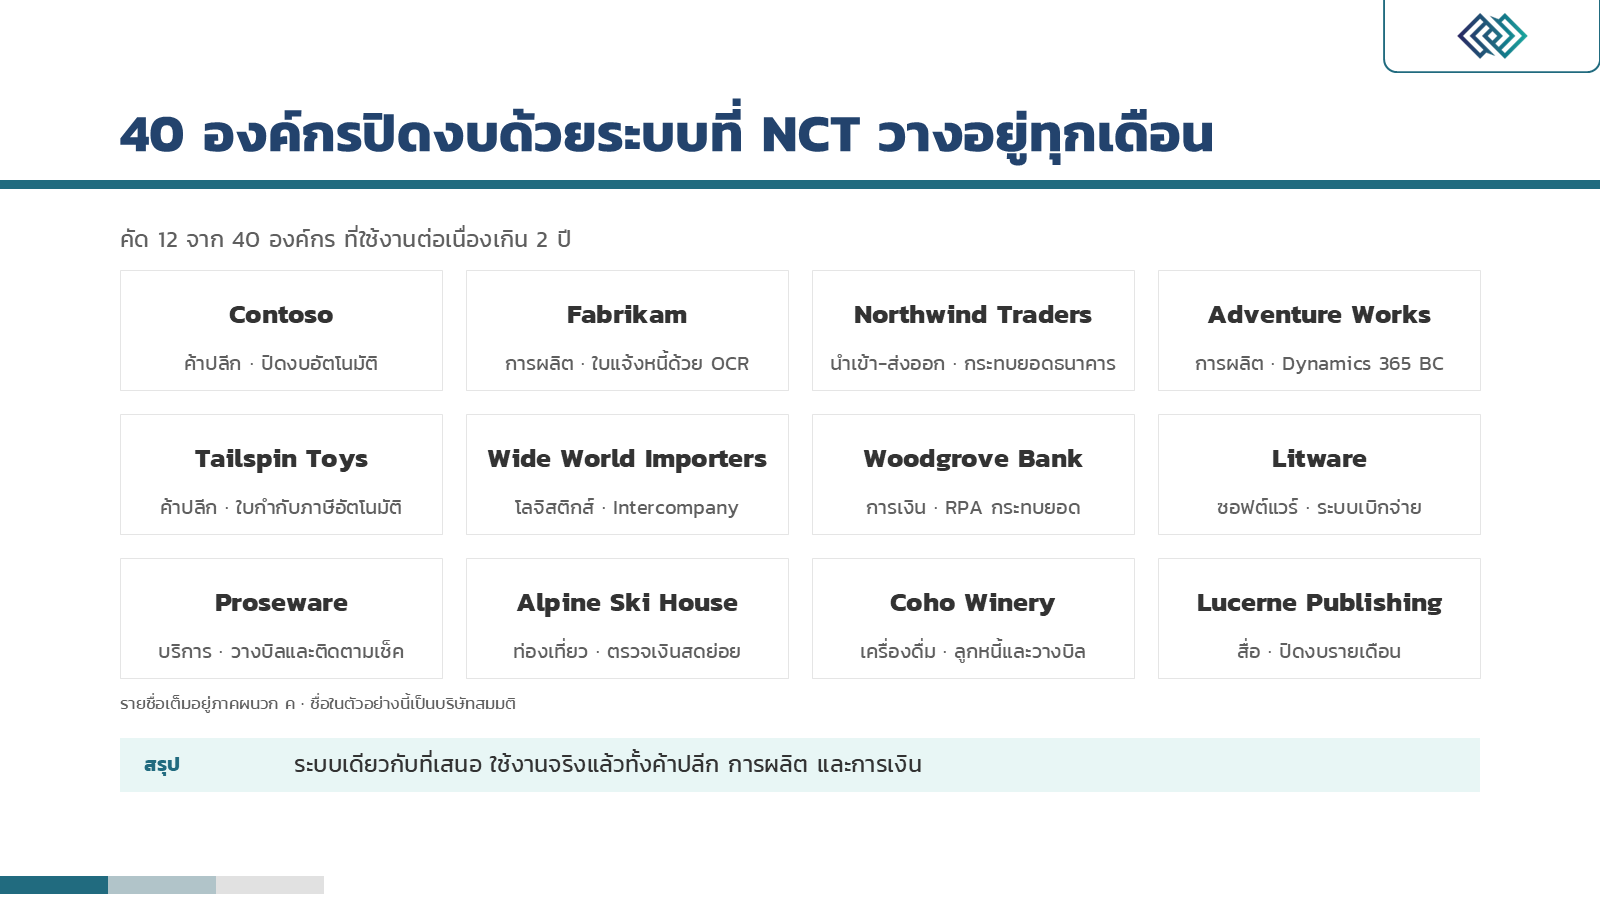 40 องค์กรปิดงบด้วยระบบที่ NCT วางอยู่ทุกเดือน
คัด 12 จาก 40 องค์กร ที่ใช้งานต่อเนื่องเกิน 2 ปี
Contoso
ค้าปลีก · ปิดงบอัตโนมัติ
Fabrikam
การผลิต · ใบแจ้งหนี้ด้วย OCR
Northwind Traders
นำเข้า-ส่งออก · กระทบยอดธนาคาร
Adventure Works
การผลิต · Dynamics 365 BC
Tailspin Toys
ค้าปลีก · ใบกำกับภาษีอัตโนมัติ
Wide World Importers
โลจิสติกส์ · Intercompany
Woodgrove Bank
การเงิน · RPA กระทบยอด
Litware
ซอฟต์แวร์ · ระบบเบิกจ่าย
Proseware
บริการ · วางบิลและติดตามเช็ค
Alpine Ski House
ท่องเที่ยว · ตรวจเงินสดย่อย
Coho Winery
เครื่องดื่ม · ลูกหนี้และวางบิล
Lucerne Publishing
สื่อ · ปิดงบรายเดือน
รายชื่อเต็มอยู่ภาคผนวก ค · ชื่อในตัวอย่างนี้เป็นบริษัทสมมติ
สรุป ระบบเดียวกับที่เสนอ ใช้งานจริงแล้วทั้งค้าปลีก การผลิต และการเงิน